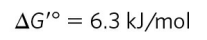 ΔG′° = 6.3 kJ/mol